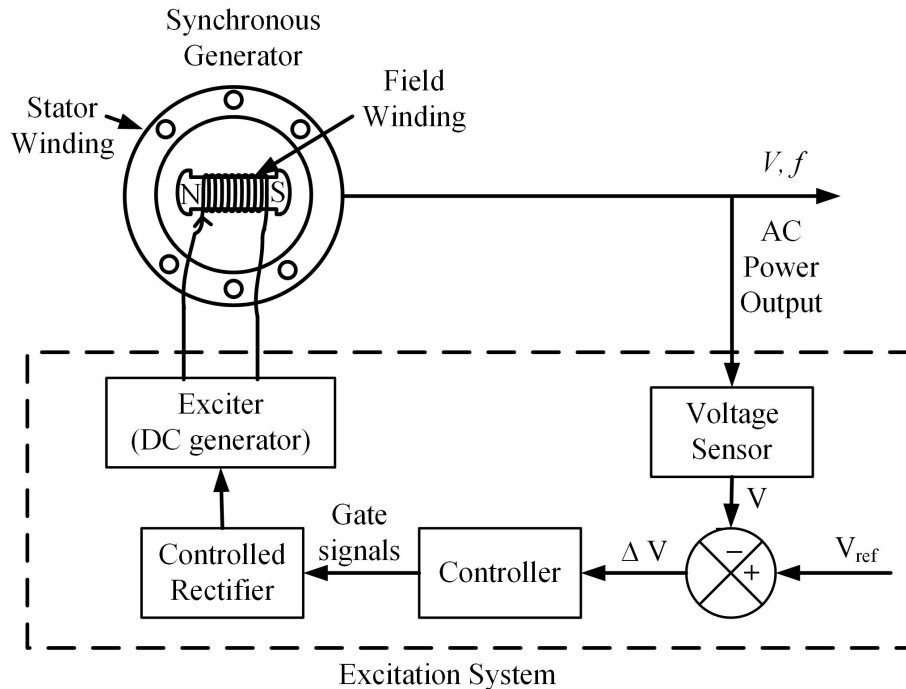 Synchronous
Generator
Stator
Winding
Field
Winding
N
S
V, f
AC
Power
Output
Exciter
(DC generator)
Voltage
Sensor
V
Controlled
Rectifier
Gate
signals
Controller
Δ V
−
+
V_ref
Excitation System